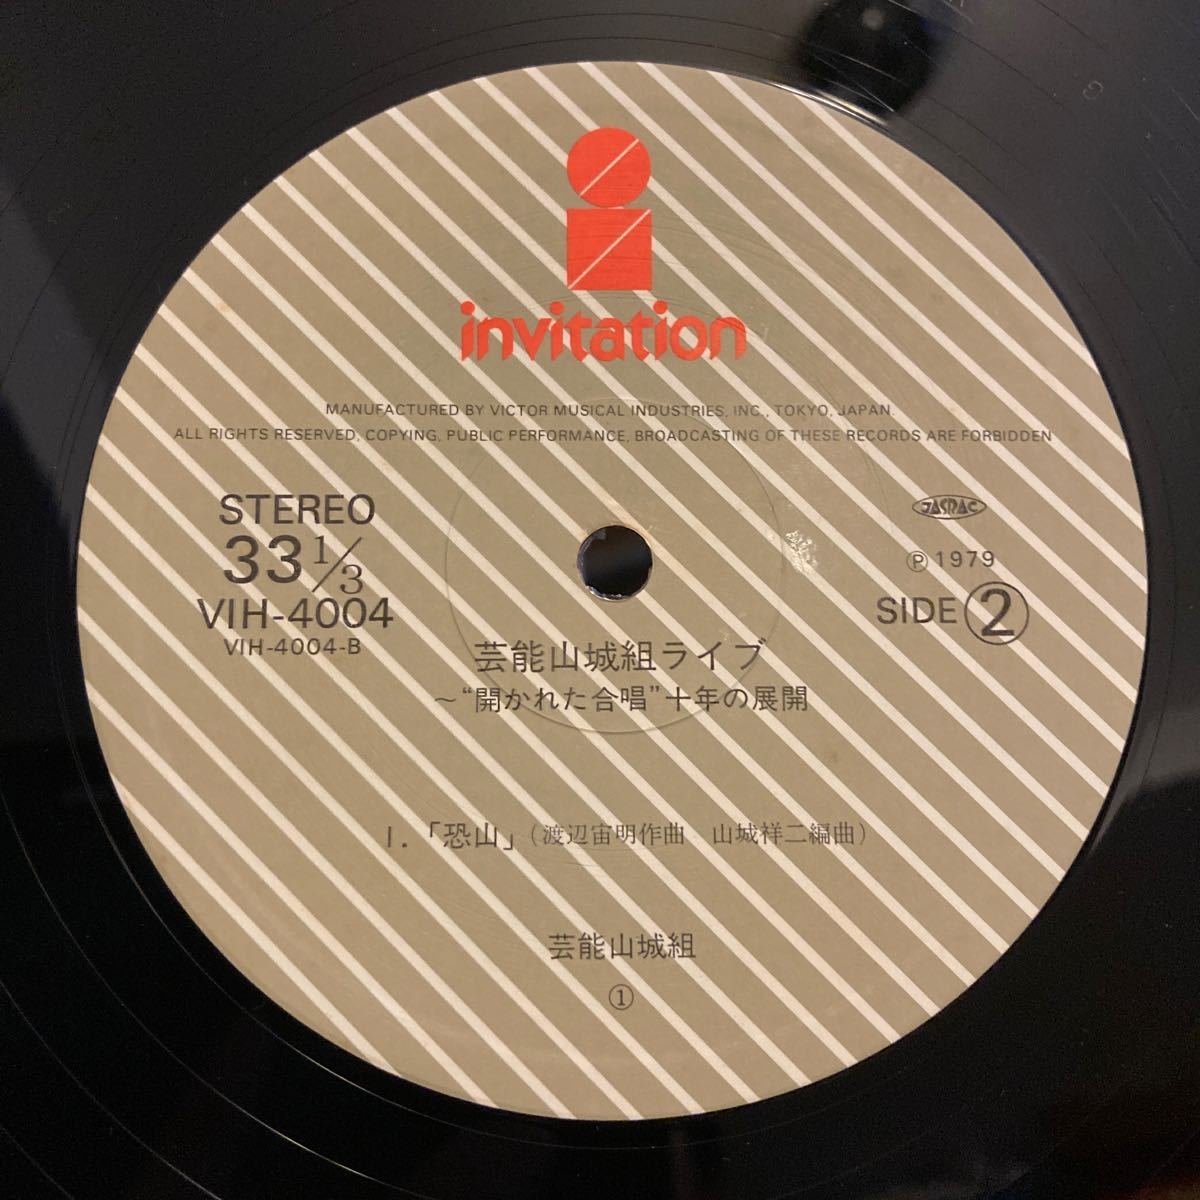 invitation
MANUFACTURED BY VICTOR MUSICAL INDUSTRIES, INC., TOKYO, JAPAN.
ALL RIGHTS RESERVED, COPYING, PUBLIC PERFORMANCE, BROADCASTING OF THESE RECORDS ARE FORBIDDEN
STEREO
33 1/3
VIH-4004
VIH-4004-B
JASRAC
Ⓟ1979
SIDE ②
芸能山城組ライブ
～“開かれた合唱”十年の展開
1.「恐山」(渡辺宙明作曲 山城祥二編曲)
芸能山城組
①